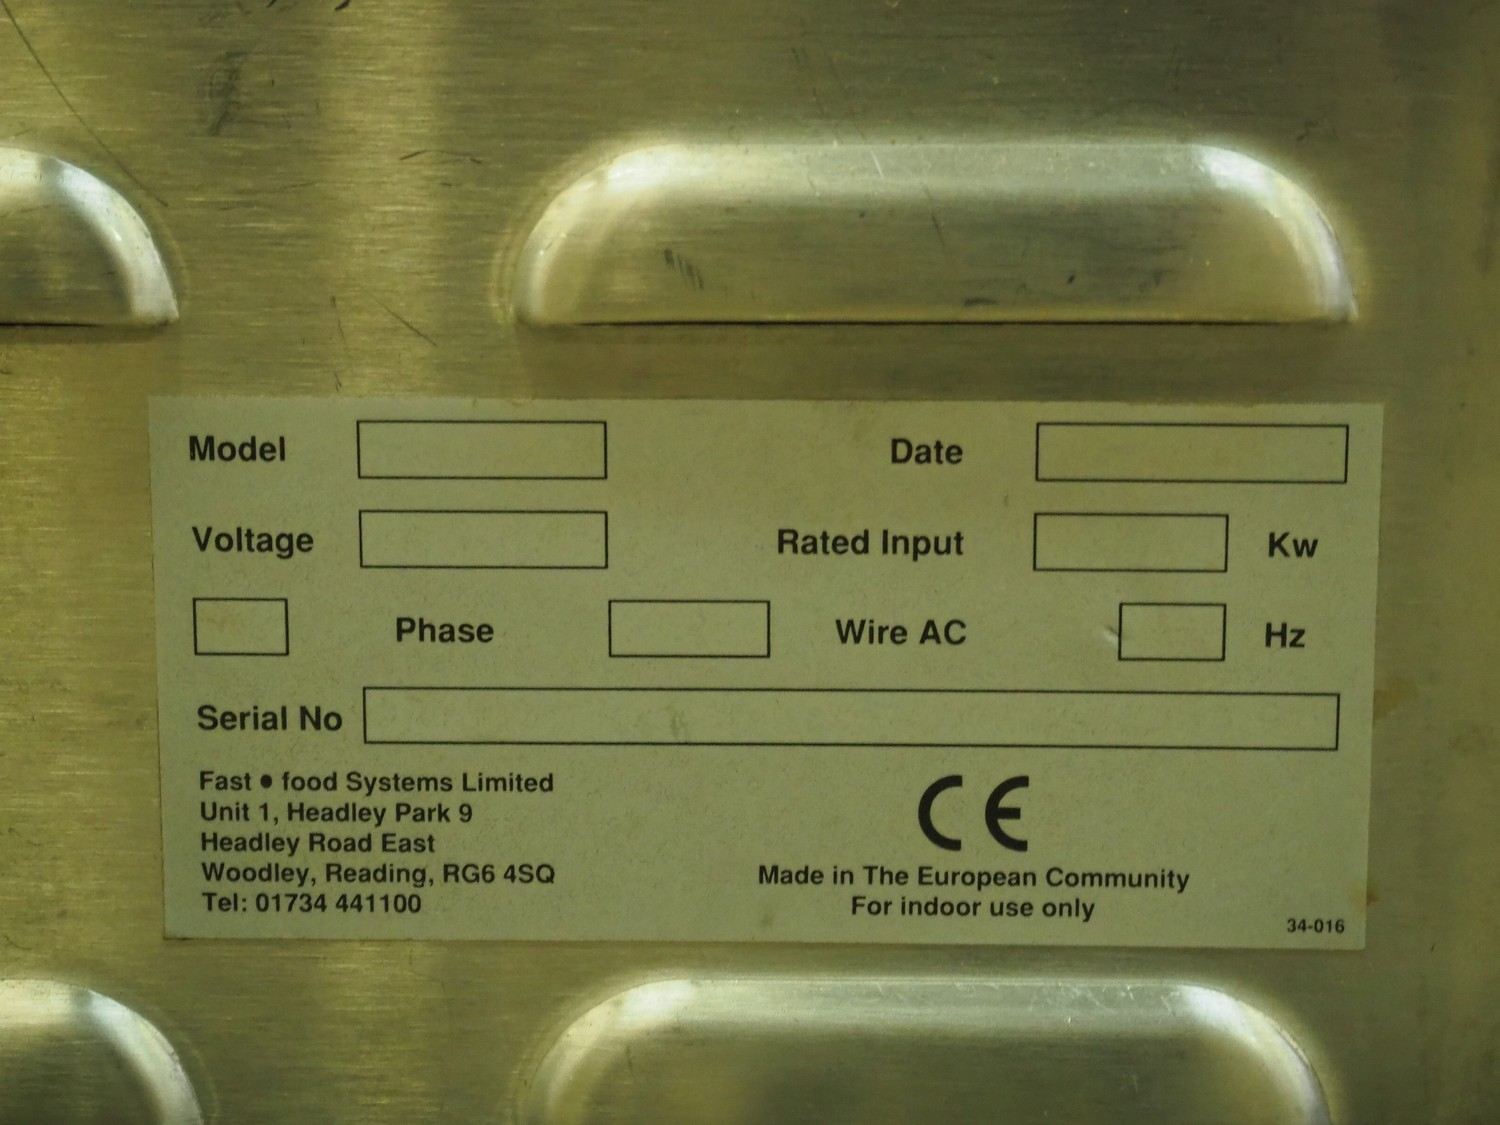 Model Date
Voltage Rated Input Kw
Phase Wire AC Hz
Serial No
Fast • food Systems Limited
Unit 1, Headley Park 9
Headley Road East
Woodley, Reading, RG6 4SQ
Tel: 01734 441100
CE
Made in The European Community
For indoor use only
34-016